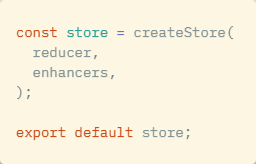 const store = createStore(
  reducer,
  enhancers,
);

export default store;